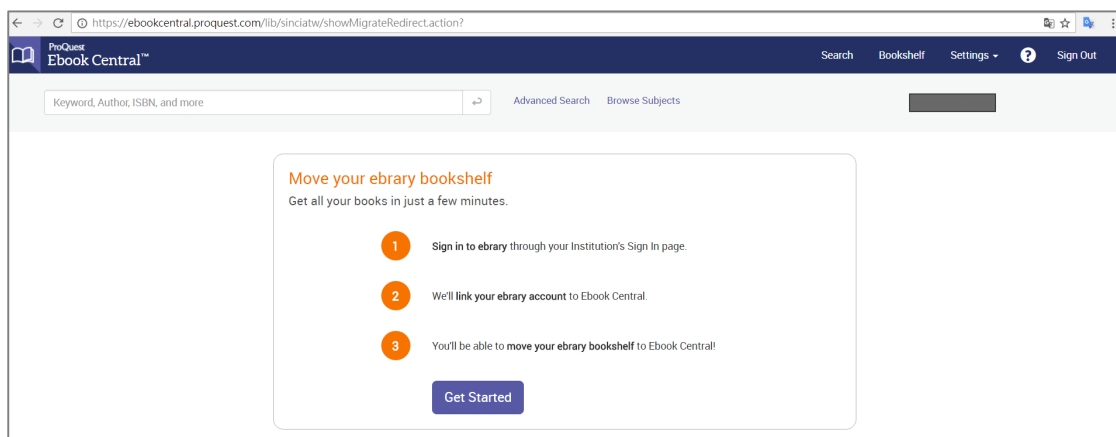 https://ebookcentral.proquest.com/lib/sinciatw/showMigrateRedirect.action?
ProQuest
Ebook Central™
Search Bookshelf Settings ? Sign Out
Keyword, Author, ISBN, and more Advanced Search Browse Subjects
Move your ebrary bookshelf
Get all your books in just a few minutes.
1 Sign in to ebrary through your Institution's Sign In page.
2 We'll link your ebrary account to Ebook Central.
3 You'll be able to move your ebrary bookshelf to Ebook Central!
Get Started